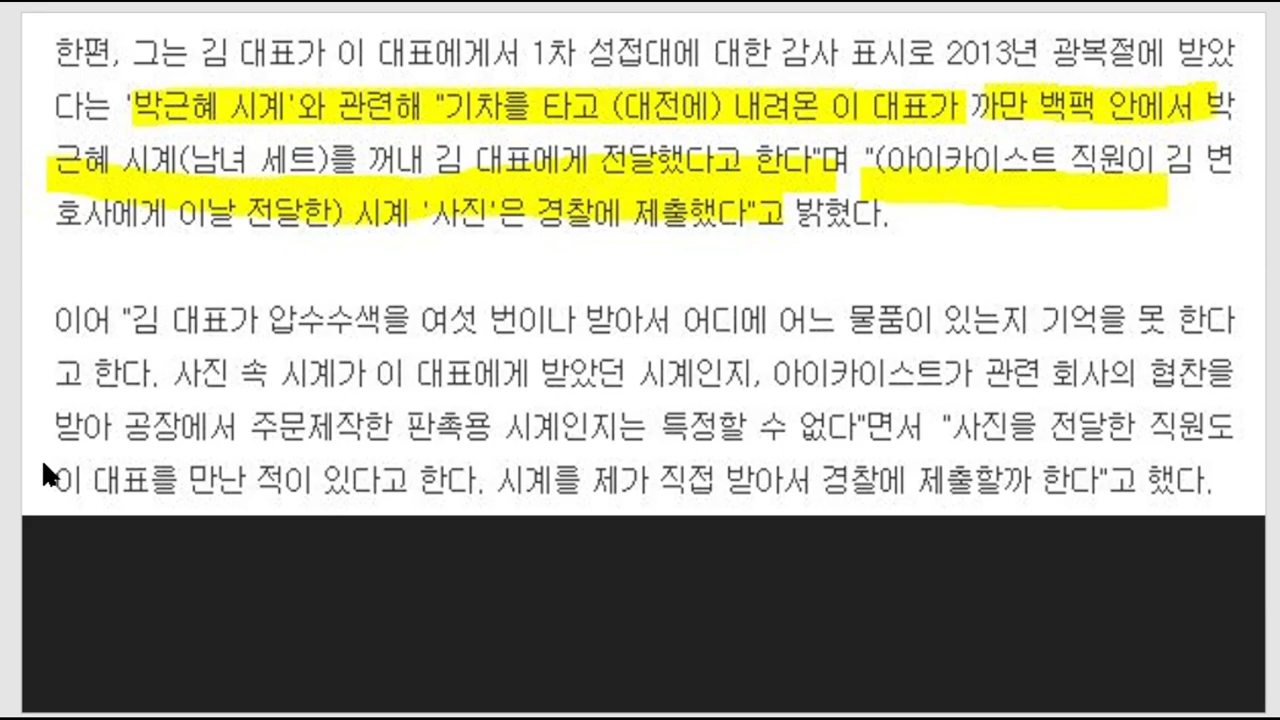 한편, 그는 김 대표가 이 대표에게서 1차 성접대에 대한 감사 표시로 2013년 광복절에 받았
다는 '박근혜 시계'와 관련해 "기차를 타고 (대전에) 내려온 이 대표가 까만 백팩 안에서 박
근혜 시계(남녀 세트)를 꺼내 김 대표에게 전달했다고 한다"며 "(아이카이스트 직원이 김 변
호사에게 이날 전달한) 시계 '사진'은 경찰에 제출했다"고 밝혔다.
이어 "김 대표가 압수수색을 여섯 번이나 받아서 어디에 어느 물품이 있는지 기억을 못 한다
고 한다. 사진 속 시계가 이 대표에게 받았던 시계인지, 아이카이스트가 관련 회사의 협찬을
받아 공장에서 주문제작한 판촉용 시계인지는 특정할 수 없다"면서 "사진을 전달한 직원도
이 대표를 만난 적이 있다고 한다. 시계를 제가 직접 받아서 경찰에 제출할까 한다"고 했다.